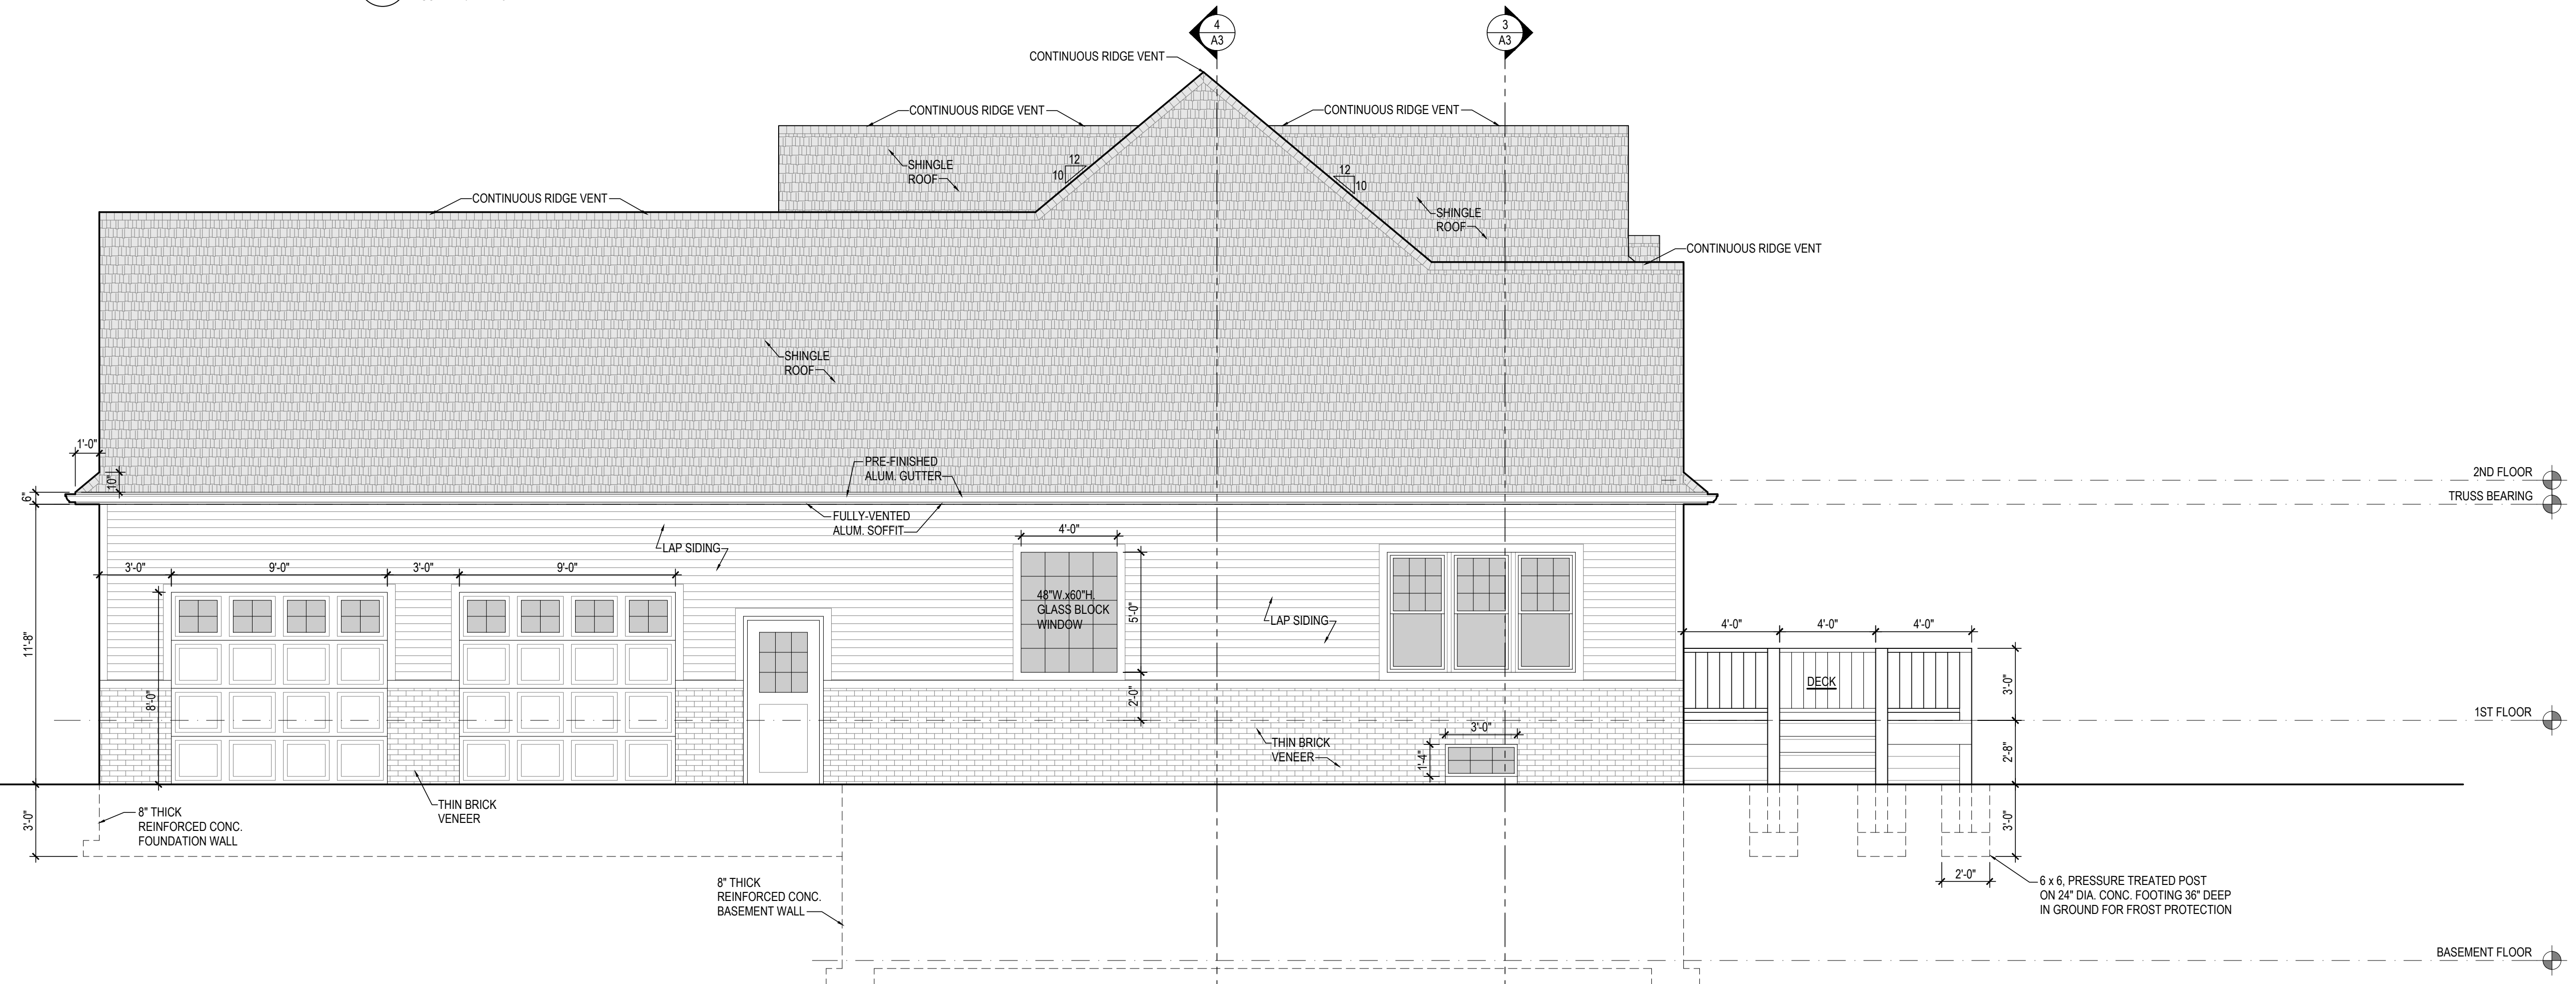 4
A3
3
A3
CONTINUOUS RIDGE VENT
CONTINUOUS RIDGE VENT
CONTINUOUS RIDGE VENT
SHINGLE
ROOF
12
10
12
10
CONTINUOUS RIDGE VENT
SHINGLE
ROOF
CONTINUOUS RIDGE VENT
SHINGLE
ROOF
1'-0"
10"
6"
PRE-FINISHED
ALUM. GUTTER
2ND FLOOR
TRUSS BEARING
FULLY-VENTED
ALUM. SOFFIT
LAP SIDING
4'-0"
3'-0"
9'-0"
3'-0"
9'-0"
48"W.x60"H.
GLASS BLOCK
WINDOW
5'-0"
LAP SIDING
4'-0"
4'-0"
4'-0"
11'-8"
8'-0"
2'-0"
DECK
3'-0"
1ST FLOOR
3'-0"
THIN BRICK
VENEER
1'-4"
2'-8"
THIN BRICK
VENEER
3'-0"
8" THICK
REINFORCED CONC.
FOUNDATION WALL
3'-0"
8" THICK
REINFORCED CONC.
BASEMENT WALL
2'-0"
6 x 6, PRESSURE TREATED POST
ON 24" DIA. CONC. FOOTING 36" DEEP
IN GROUND FOR FROST PROTECTION
BASEMENT FLOOR